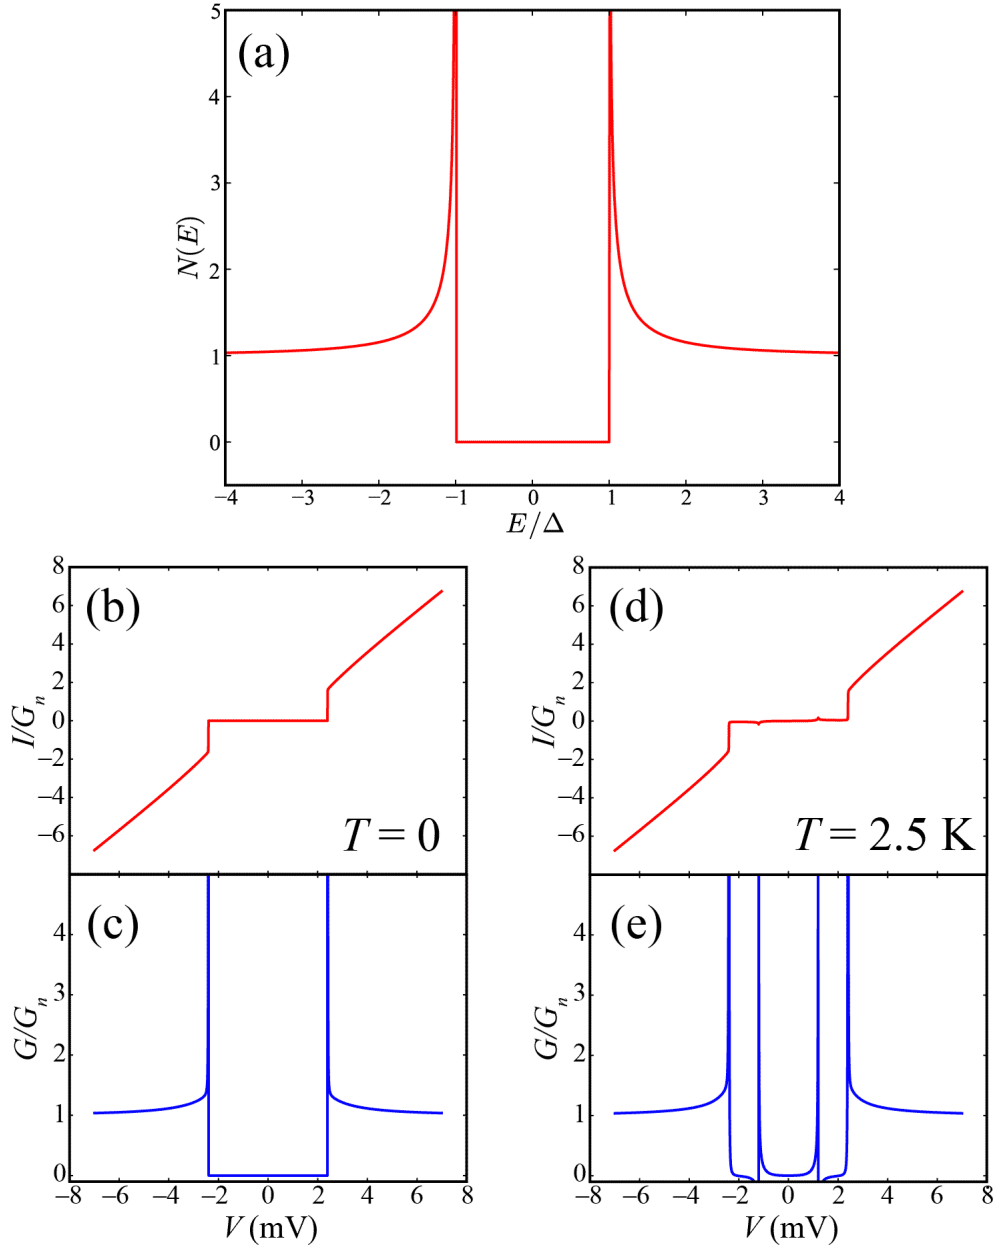 (a)
5
4
3
2
1
0
N(E)
−4 −3 −2 −1 0 1 2 3 4
E/Δ
(b)
8
6
4
2
0
−2
−4
−6
I/Gn
T = 0
(d)
8
6
4
2
0
−2
−4
−6
I/Gn
T = 2.5 K
(c)
4
3
2
1
0
G/Gn
−8 −6 −4 −2 0 2 4 6 8
V (mV)
(e)
4
3
2
1
0
G/Gn
−8 −6 −4 −2 0 2 4 6 8
V (mV)